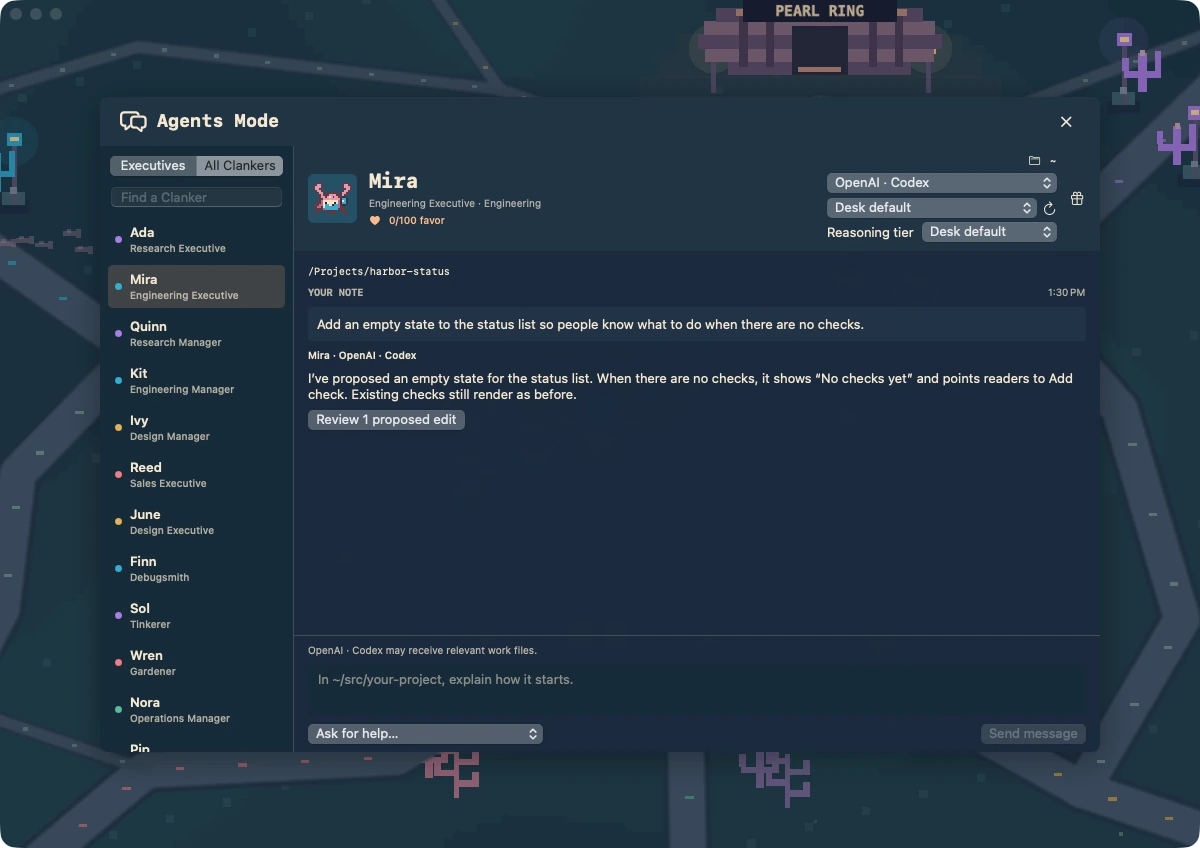 PEARL RING
Agents Mode
Executives
All Clankers
Find a Clanker
Ada
Research Executive
Mira
Engineering Executive
Quinn
Research Manager
Kit
Engineering Manager
Ivy
Design Manager
Reed
Sales Executive
June
Design Executive
Finn
Debugsmith
Sol
Tinkerer
Wren
Gardener
Nora
Operations Manager
Pip
Mira
Engineering Executive · Engineering
0/100 favor
~
OpenAI · Codex
Desk default
Reasoning tier
Desk default
/Projects/harbor-status
YOUR NOTE
1:30 PM
Add an empty state to the status list so people know what to do when there are no checks.
Mira · OpenAI · Codex
I’ve proposed an empty state for the status list. When there are no checks, it shows “No checks yet” and points readers to Add
check. Existing checks still render as before.
Review 1 proposed edit
OpenAI · Codex may receive relevant work files.
In ~/src/your-project, explain how it starts.
Ask for help...
Send message